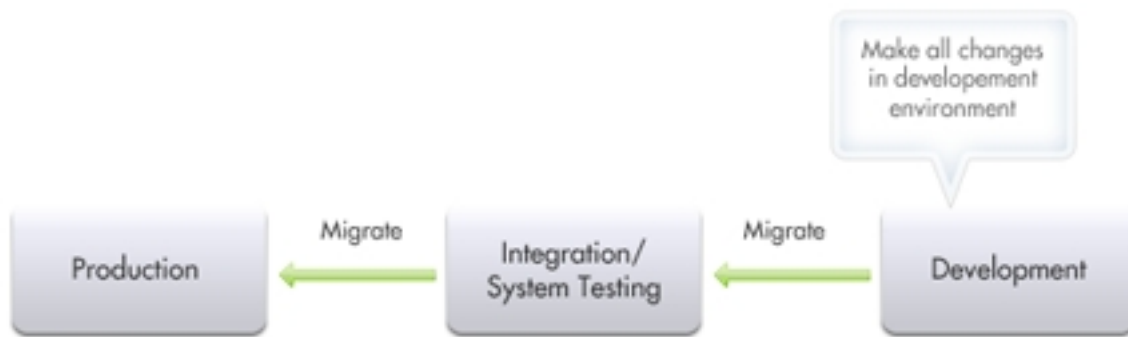 Make all changes
in developement
environment
Production
Migrate
Integration/
System Testing
Migrate
Development